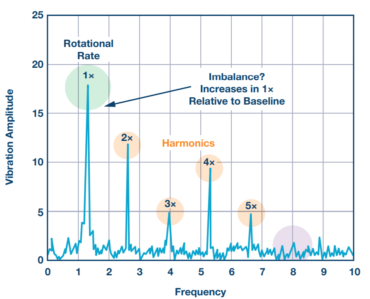 25
20
15
10
5
0
Vibration Amplitude
Rotational
Rate
1×
Imbalance?
Increases in 1×
Relative to Baseline
2×
Harmonics
3×
4×
5×
0 1 2 3 4 5 6 7 8 9 10
Frequency